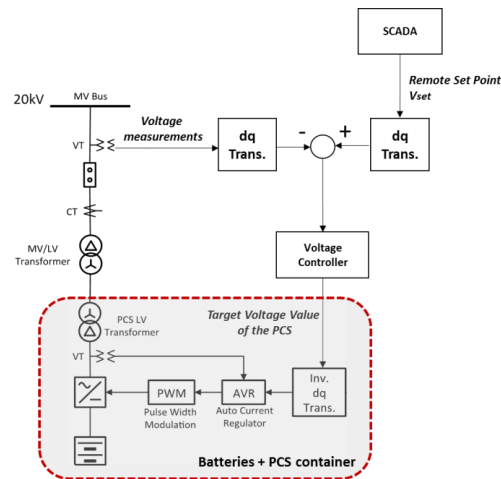 SCADA
Remote Set Point
Vset
20kV
MV Bus
Voltage
measurements
VT
dq
Trans.
-
+
dq
Trans.
CT
MV/LV
Transformer
Voltage
Controller
PCS LV
Transformer
Target Voltage Value
of the PCS
VT
PWM
Pulse Width
Modulation
AVR
Auto Current
Regulator
Inv.
dq
Trans.
Batteries + PCS container